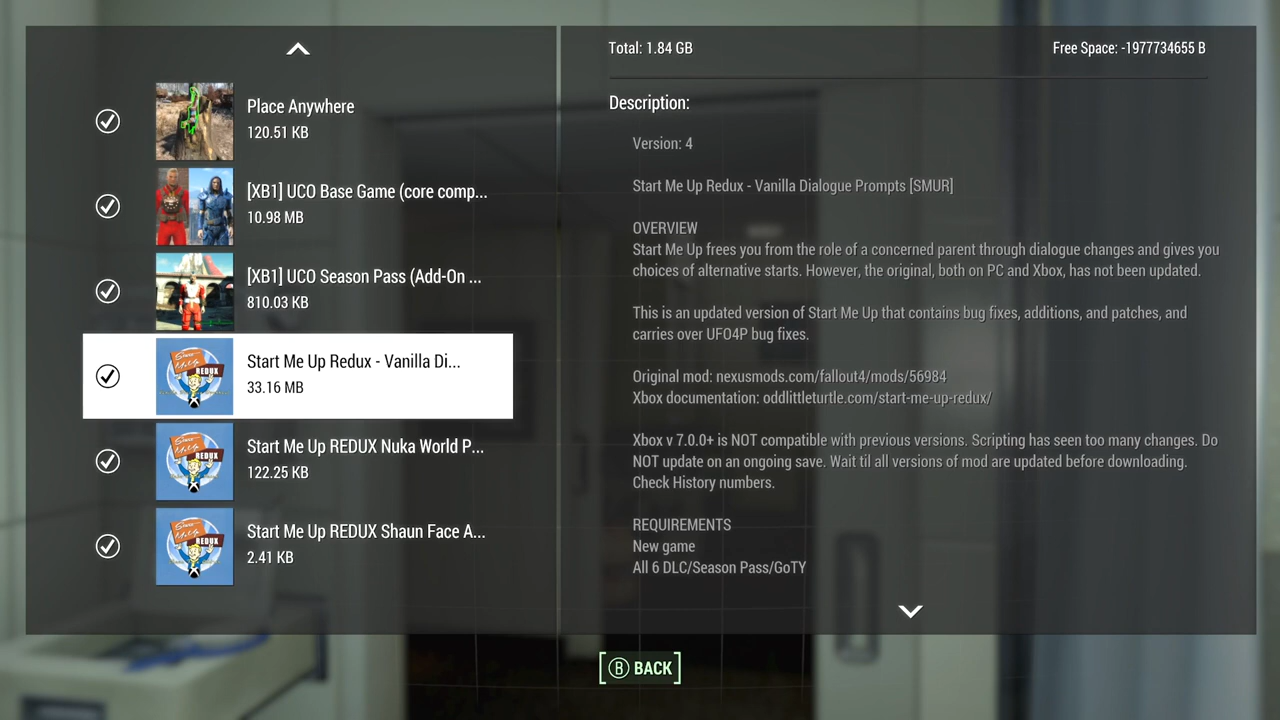 Total: 1.84 GB
Free Space: -1977734655 B
Place Anywhere
120.51 KB
[XB1] UCO Base Game (core comp...
10.98 MB
[XB1] UCO Season Pass (Add-On ...
810.03 KB
Start Me Up Redux - Vanilla Di...
33.16 MB
Start Me Up REDUX Nuka World P...
122.25 KB
Start Me Up REDUX Shaun Face A...
2.41 KB
Description:
Version: 4
Start Me Up Redux - Vanilla Dialogue Prompts [SMUR]
OVERVIEW
Start Me Up frees you from the role of a concerned parent through dialogue changes and gives you
choices of alternative starts. However, the original, both on PC and Xbox, has not been updated.
This is an updated version of Start Me Up that contains bug fixes, additions, and patches, and
carries over UFO4P bug fixes.
Original mod: nexusmods.com/fallout4/mods/56984
Xbox documentation: oddlittleturtle.com/start-me-up-redux/
Xbox v 7.0.0+ is NOT compatible with previous versions. Scripting has seen too many changes. Do
NOT update on an ongoing save. Wait til all versions of mod are updated before downloading.
Check History numbers.
REQUIREMENTS
New game
All 6 DLC/Season Pass/GoTY
B BACK